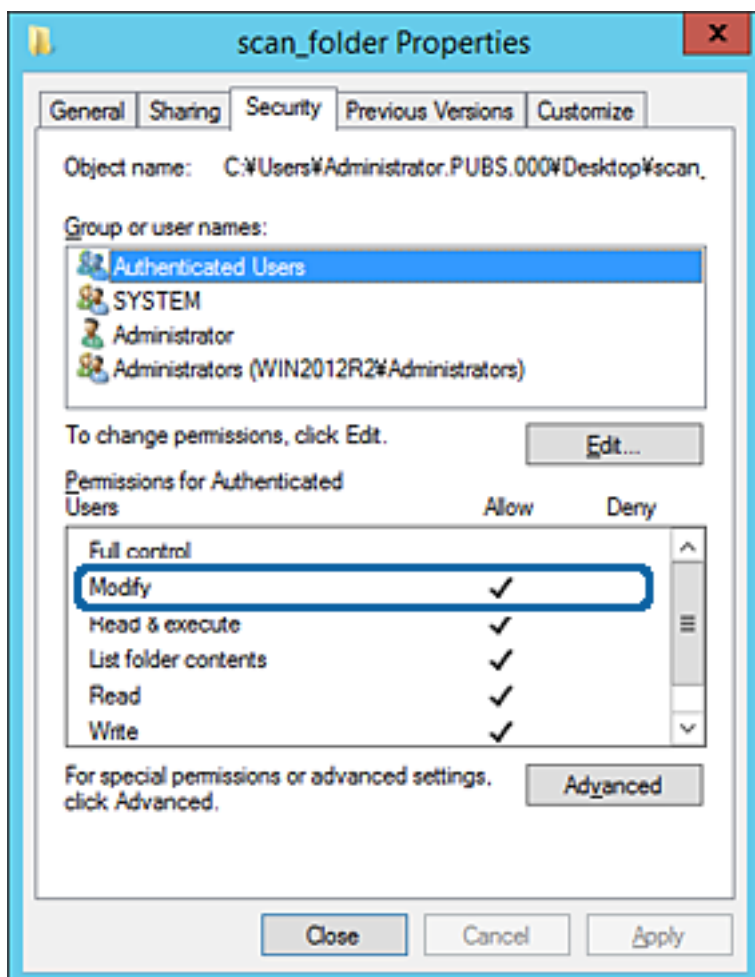 scan_folder Properties
x
General Sharing Security Previous Versions Customize
Object name: C:¥Users¥Administrator.PUBS.000¥Desktop¥scan_
Group or user names:
Authenticated Users
SYSTEM
Administrator
Administrators (WIN2012R2¥Administrators)
To change permissions, click Edit.
Edit...
Permissions for Authenticated
Users Allow Deny
Full control
Modify
Read & execute
List folder contents
Read
Write
For special permissions or advanced settings,
click Advanced.
Advanced
Close Cancel Apply